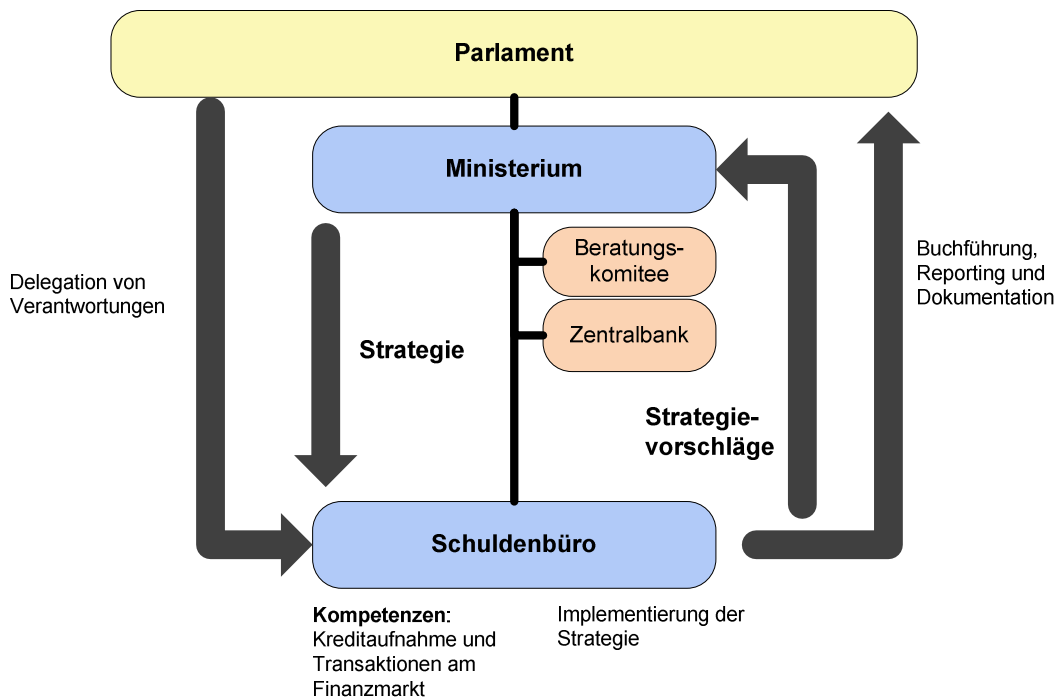 Parlament
Ministerium
Beratungs-
komitee
Zentralbank
Delegation von
Verantwortungen
Strategie
Strategie-
vorschläge
Buchführung,
Reporting und
Dokumentation
Schuldenbüro
Kompetenzen:
Kreditaufnahme und
Transaktionen am
Finanzmarkt
Implementierung der
Strategie